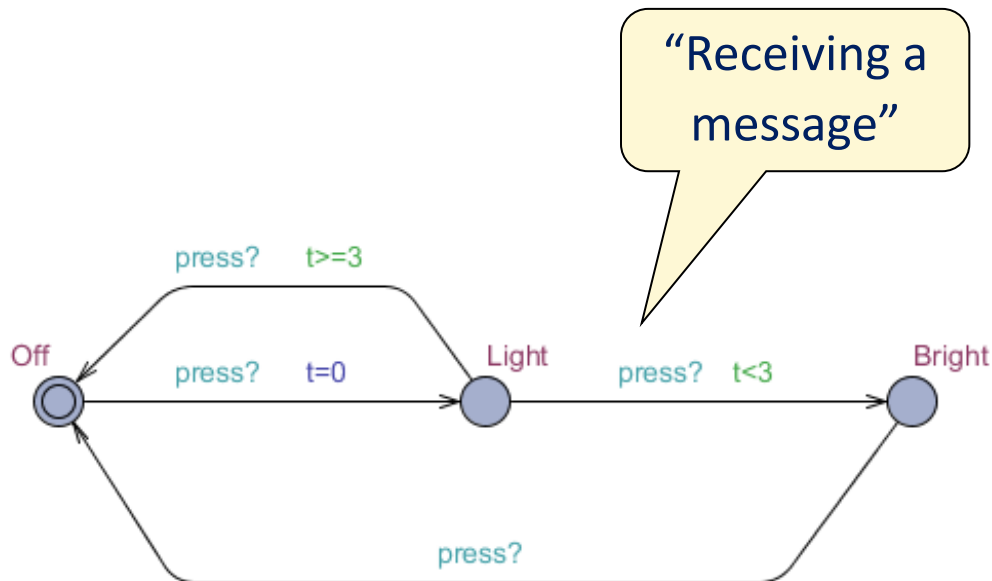 “Receiving a
message”
press? t>=3
Off
press? t=0
Light
press? t<3
Bright
press?